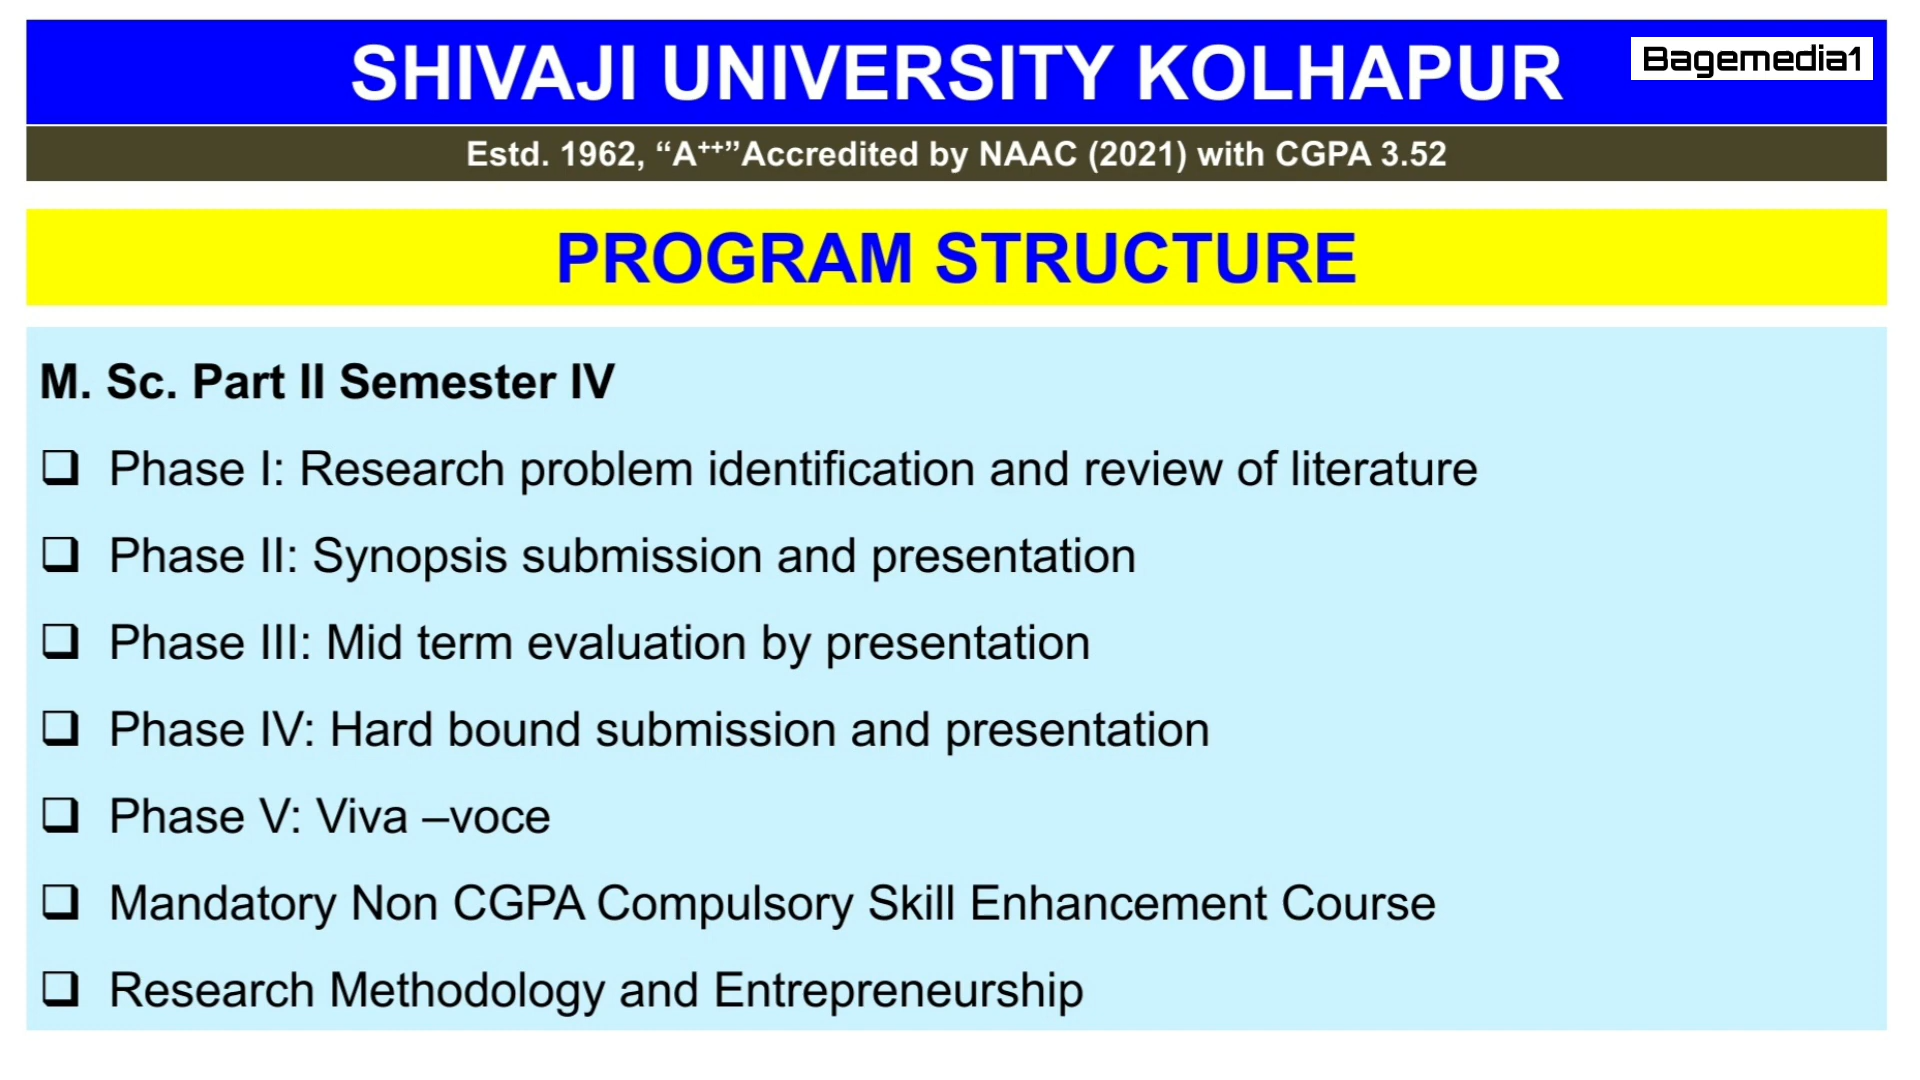 SHIVAJI UNIVERSITY KOLHAPUR
Bagemedia1
Estd. 1962, “A++”Accredited by NAAC (2021) with CGPA 3.52
PROGRAM STRUCTURE
M. Sc. Part II Semester IV
❑ Phase I: Research problem identification and review of literature
❑ Phase II: Synopsis submission and presentation
❑ Phase III: Mid term evaluation by presentation
❑ Phase IV: Hard bound submission and presentation
❑ Phase V: Viva –voce
❑ Mandatory Non CGPA Compulsory Skill Enhancement Course
❑ Research Methodology and Entrepreneurship